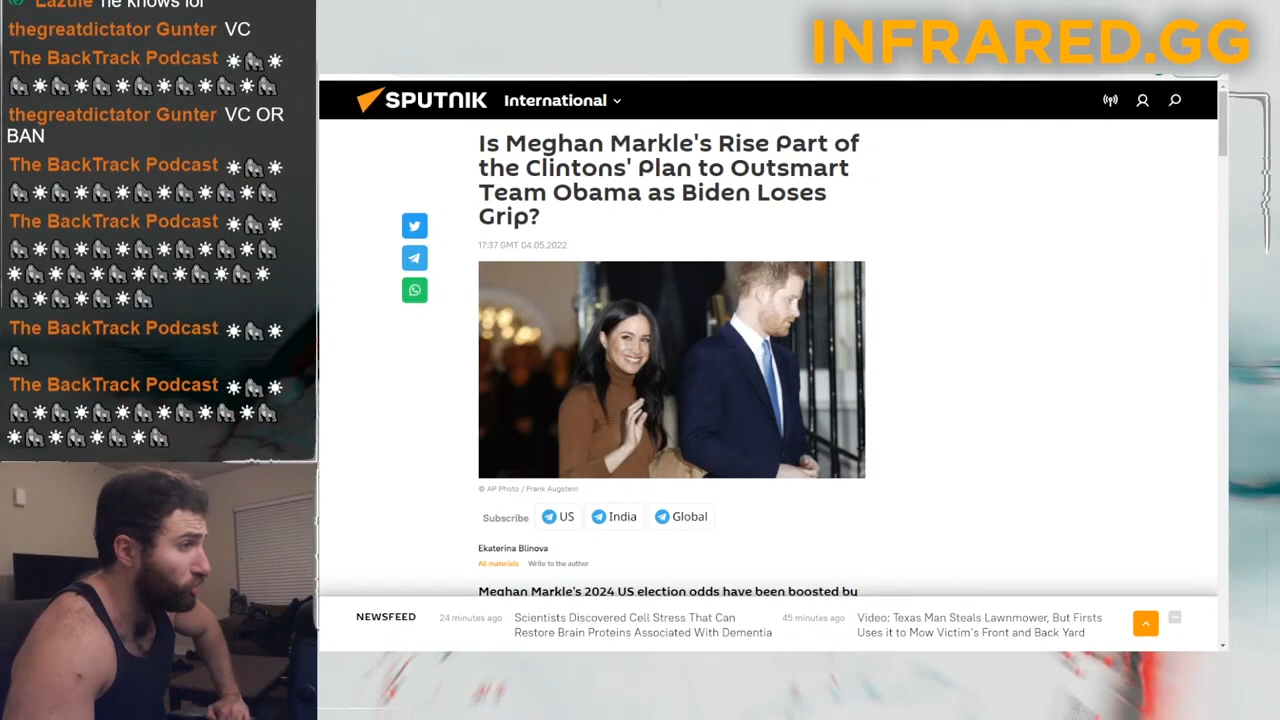 Lazule he knows lol
thegreatdictator Gunter VC
The BackTrack Podcast
thegreatdictator Gunter VC OR
BAN
The BackTrack Podcast
The BackTrack Podcast
The BackTrack Podcast
The BackTrack Podcast
INFRARED.GG
SPUTNIK International
Is Meghan Markle's Rise Part of
the Clintons' Plan to Outsmart
Team Obama as Biden Loses
Grip?
17:37 GMT 04.05.2022
© AP Photo / Frank Augstein
Subscribe US India Global
Ekaterina Blinova
All materials Write to the author
Meghan Markle's 2024 US election odds have been boosted by
NEWSFEED
24 minutes ago
Scientists Discovered Cell Stress That Can
Restore Brain Proteins Associated With Dementia
45 minutes ago
Video: Texas Man Steals Lawnmower, But Firsts
Uses it to Mow Victim's Front and Back Yard